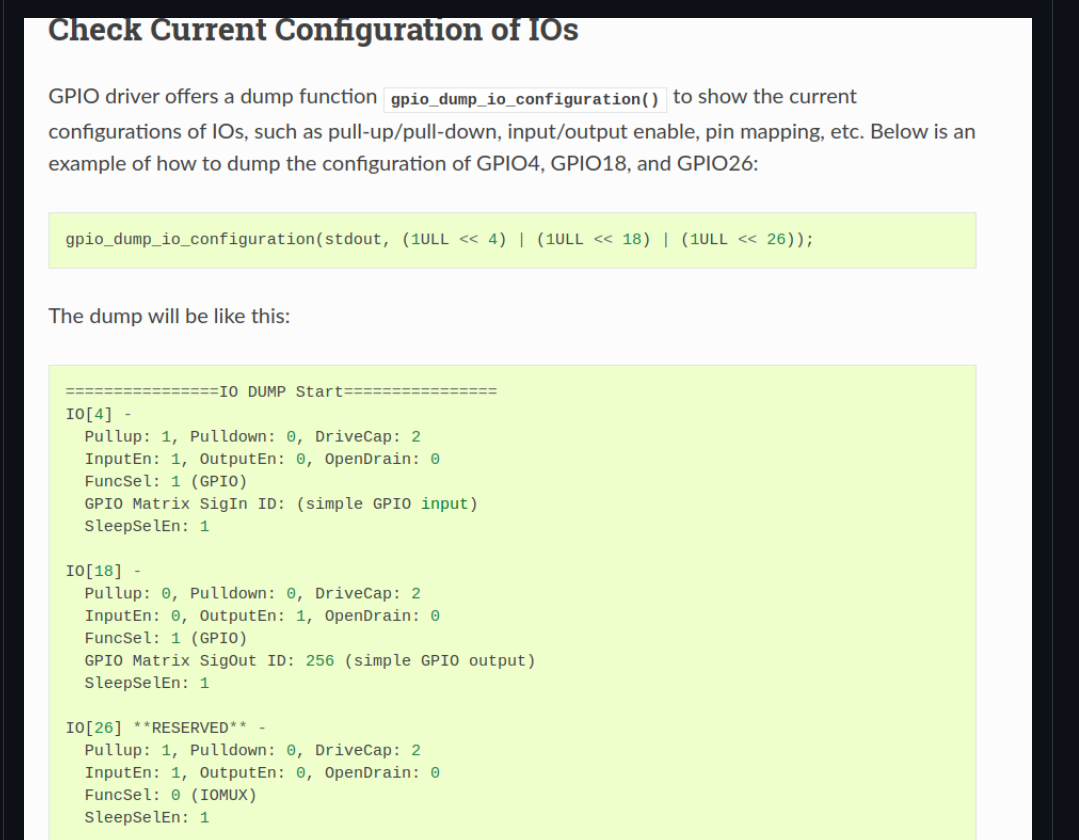 Check Current Configuration of IOs
GPIO driver offers a dump function gpio_dump_io_configuration() to show the current
configurations of IOs, such as pull-up/pull-down, input/output enable, pin mapping, etc. Below is an
example of how to dump the configuration of GPIO4, GPIO18, and GPIO26:
gpio_dump_io_configuration(stdout, (1ULL << 4) | (1ULL << 18) | (1ULL << 26));
The dump will be like this:
================IO DUMP Start================
IO[4] -
  Pullup: 1, Pulldown: 0, DriveCap: 2
  InputEn: 1, OutputEn: 0, OpenDrain: 0
  FuncSel: 1 (GPIO)
  GPIO Matrix SigIn ID: (simple GPIO input)
  SleepSelEn: 1
IO[18] -
  Pullup: 0, Pulldown: 0, DriveCap: 2
  InputEn: 0, OutputEn: 1, OpenDrain: 0
  FuncSel: 1 (GPIO)
  GPIO Matrix SigOut ID: 256 (simple GPIO output)
  SleepSelEn: 1
IO[26] **RESERVED** -
  Pullup: 1, Pulldown: 0, DriveCap: 2
  InputEn: 1, OutputEn: 0, OpenDrain: 0
  FuncSel: 0 (IOMUX)
  SleepSelEn: 1